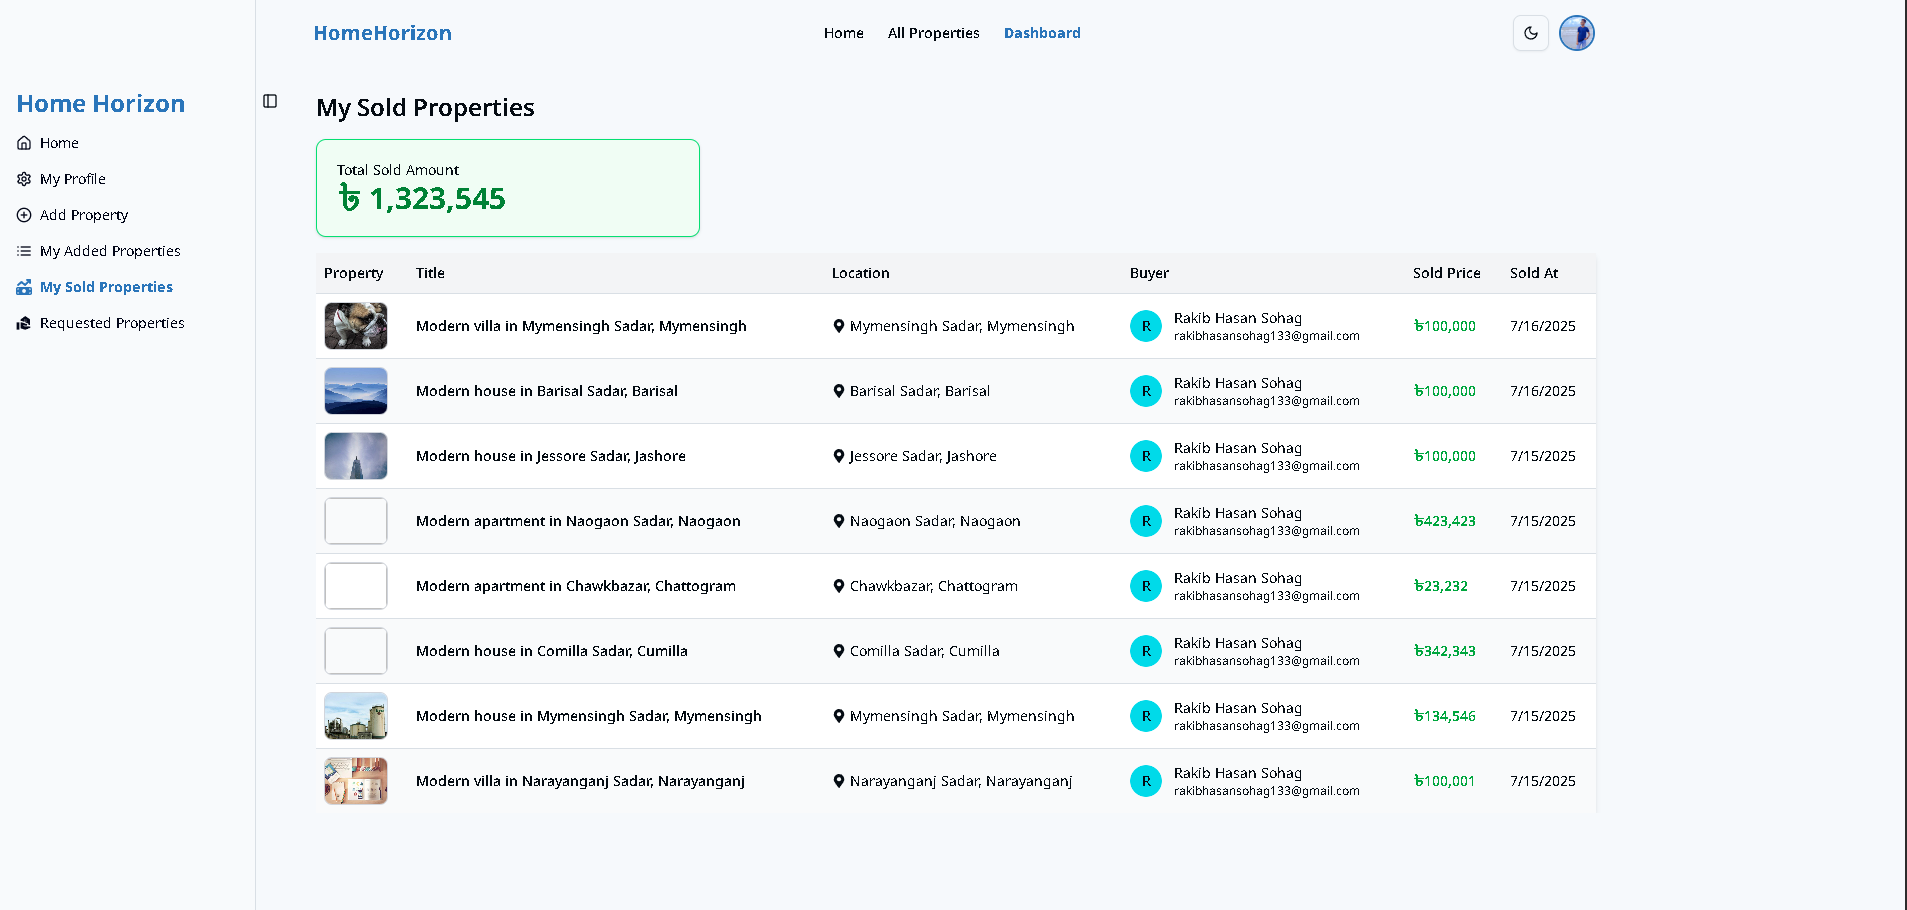 HomeHorizon
Home All Properties Dashboard
Home Horizon
Home
My Profile
Add Property
My Added Properties
My Sold Properties
Requested Properties
My Sold Properties
Total Sold Amount
৳ 1,323,545
Property Title Location Buyer Sold Price Sold At
Modern villa in Mymensingh Sadar, Mymensingh Mymensingh Sadar, Mymensingh R Rakib Hasan Sohag ৳100,000 7/16/2025
rakibhasansohag133@gmail.com
Modern house in Barisal Sadar, Barisal Barisal Sadar, Barisal R Rakib Hasan Sohag ৳100,000 7/16/2025
rakibhasansohag133@gmail.com
Modern house in Jessore Sadar, Jashore Jessore Sadar, Jashore R Rakib Hasan Sohag ৳100,000 7/15/2025
rakibhasansohag133@gmail.com
Modern apartment in Naogaon Sadar, Naogaon Naogaon Sadar, Naogaon R Rakib Hasan Sohag ৳423,423 7/15/2025
rakibhasansohag133@gmail.com
Modern apartment in Chawkbazar, Chattogram Chawkbazar, Chattogram R Rakib Hasan Sohag ৳23,232 7/15/2025
rakibhasansohag133@gmail.com
Modern house in Comilla Sadar, Cumilla Comilla Sadar, Cumilla R Rakib Hasan Sohag ৳342,343 7/15/2025
rakibhasansohag133@gmail.com
Modern house in Mymensingh Sadar, Mymensingh Mymensingh Sadar, Mymensingh R Rakib Hasan Sohag ৳134,546 7/15/2025
rakibhasansohag133@gmail.com
Modern villa in Narayanganj Sadar, Narayanganj Narayanganj Sadar, Narayanganj R Rakib Hasan Sohag ৳100,001 7/15/2025
rakibhasansohag133@gmail.com